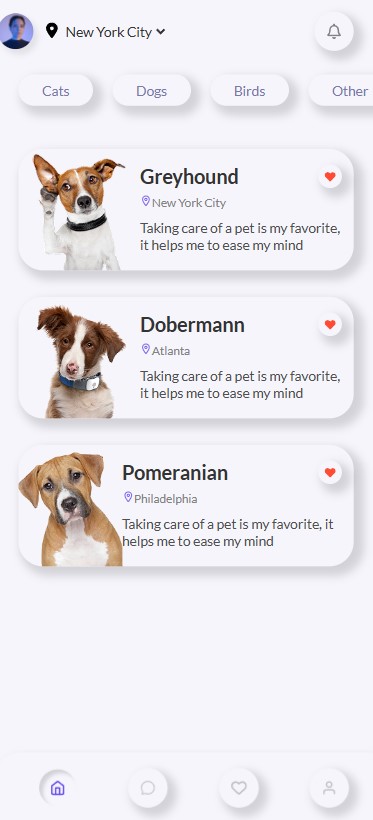 New York City
Cats Dogs Birds Other
Greyhound
New York City
Taking care of a pet is my favorite,
it helps me to ease my mind
Dobermann
Atlanta
Taking care of a pet is my favorite,
it helps me to ease my mind
Pomeranian
Philadelphia
Taking care of a pet is my favorite, it
helps me to ease my mind